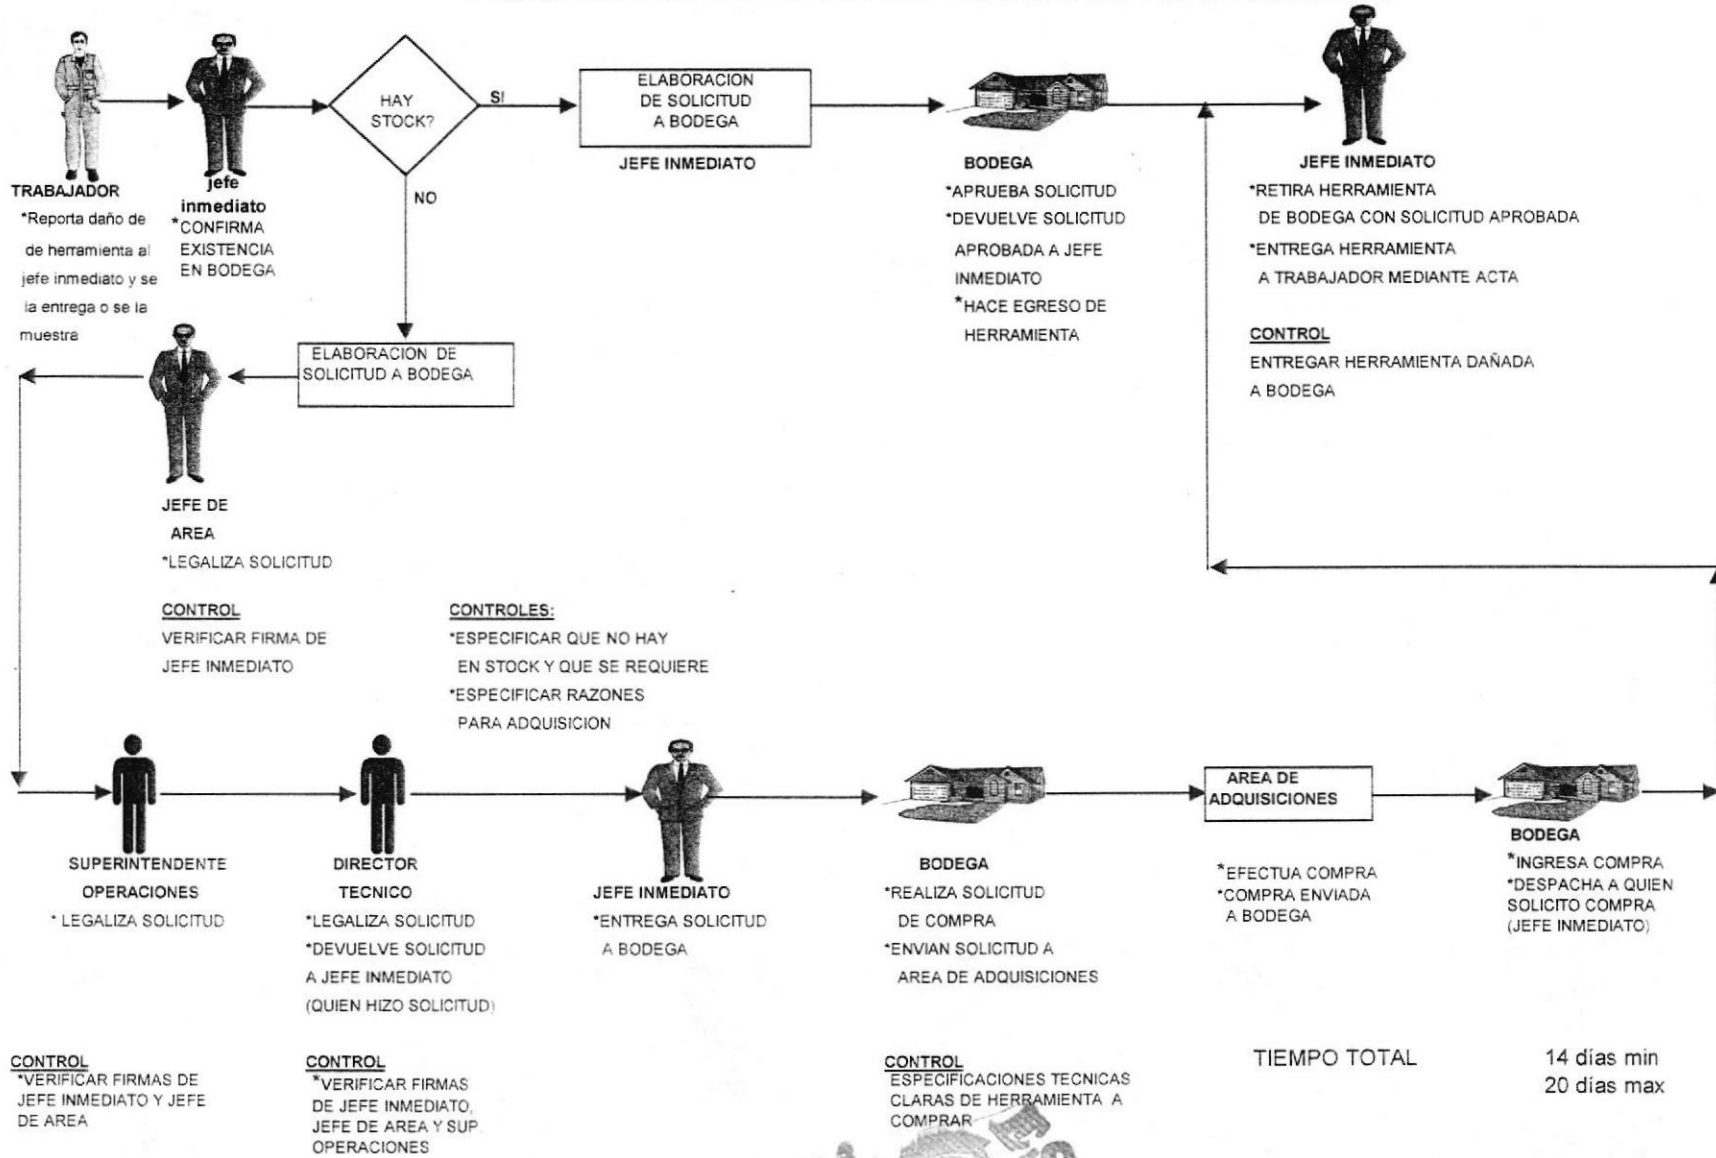 HAY
STOCK?
SI
NO
TRABAJADOR
*Reporta daño de
de herramienta al
jefe inmediato y se
la entrega o se la
muestra
jefe
inmediato
*CONFIRMA
EXISTENCIA
EN BODEGA
ELABORACION
DE SOLICITUD
A BODEGA
JEFE INMEDIATO
BODEGA
*APRUEBA SOLICITUD
*DEVUELVE SOLICITUD
APROBADA A JEFE
INMEDIATO
*HACE EGRESO DE
HERRAMIENTA
JEFE INMEDIATO
*RETIRA HERRAMIENTA
DE BODEGA CON SOLICITUD APROBADA
*ENTREGA HERRAMIENTA
A TRABAJADOR MEDIANTE ACTA
CONTROL
ENTREGAR HERRAMIENTA DAÑADA
A BODEGA
ELABORACION DE
SOLICITUD A BODEGA
JEFE DE
AREA
*LEGALIZA SOLICITUD
CONTROL
VERIFICAR FIRMA DE
JEFE INMEDIATO
CONTROLES:
*ESPECIFICAR QUE NO HAY
EN STOCK Y QUE SE REQUIERE
*ESPECIFICAR RAZONES
PARA ADQUISICION
SUPERINTENDENTE
OPERACIONES
* LEGALIZA SOLICITUD
CONTROL
*VERIFICAR FIRMAS DE
JEFE INMEDIATO Y JEFE
DE AREA
DIRECTOR
TECNICO
*LEGALIZA SOLICITUD
*DEVUELVE SOLICITUD
A JEFE INMEDIATO
(QUIEN HIZO SOLICITUD)
CONTROL
*VERIFICAR FIRMAS
DE JEFE INMEDIATO,
JEFE DE AREA Y SUP.
OPERACIONES
JEFE INMEDIATO
*ENTREGA SOLICITUD
A BODEGA
BODEGA
*REALIZA SOLICITUD
DE COMPRA
*ENVIAN SOLICITUD A
AREA DE ADQUISICIONES
CONTROL
ESPECIFICACIONES TECNICAS
CLARAS DE HERRAMIENTA A
COMPRAR
AREA DE
ADQUISICIONES
*EFECTUA COMPRA
*COMPRA ENVIADA
A BODEGA
BODEGA
*INGRESA COMPRA
*DESPACHA A QUIEN
SOLICITO COMPRA
(JEFE INMEDIATO)
TIEMPO TOTAL
14 días min
20 días max